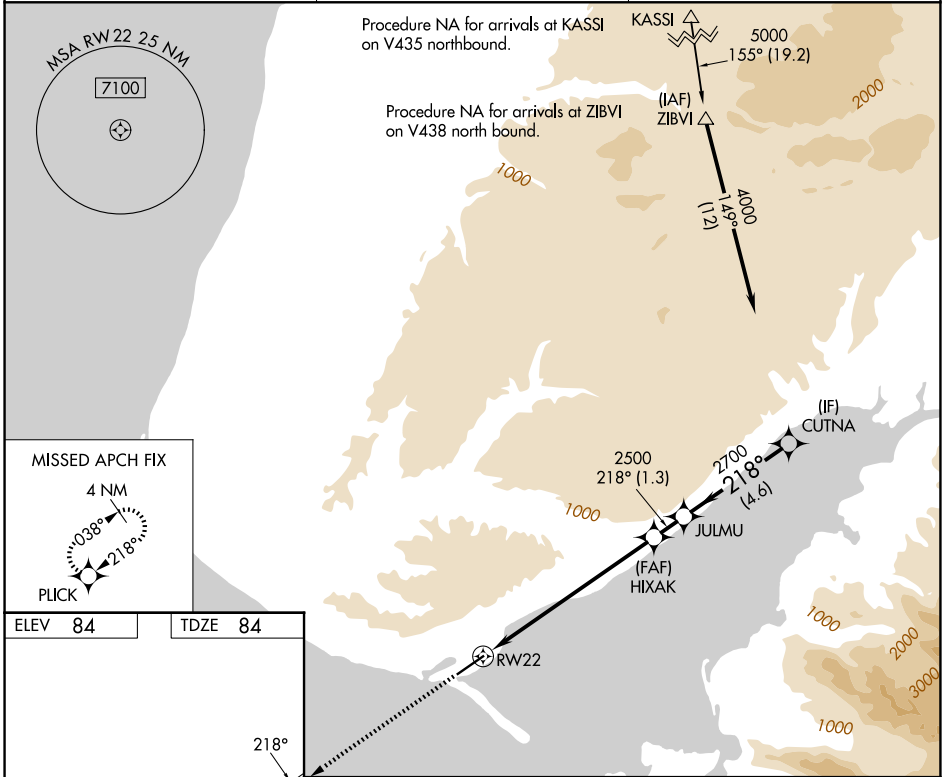 MSA RW 22 25 NM
7100
Procedure NA for arrivals at KASSI
on V435 northbound.
Procedure NA for arrivals at ZIBVI
on V438 north bound.
KASSI
5000
155° (19.2)
(IAF)
ZIBVI
2000
1000
4000
149°
(12)
(IF)
CUTNA
2700
218°
(4.6)
2500
218° (1.3)
JULMU
1000
(FAF)
HIXAK
MISSED APCH FIX
4 NM
038°
218°
PLICK
ELEV 84
TDZE 84
RW22
218°
1000
2000
3000
1000